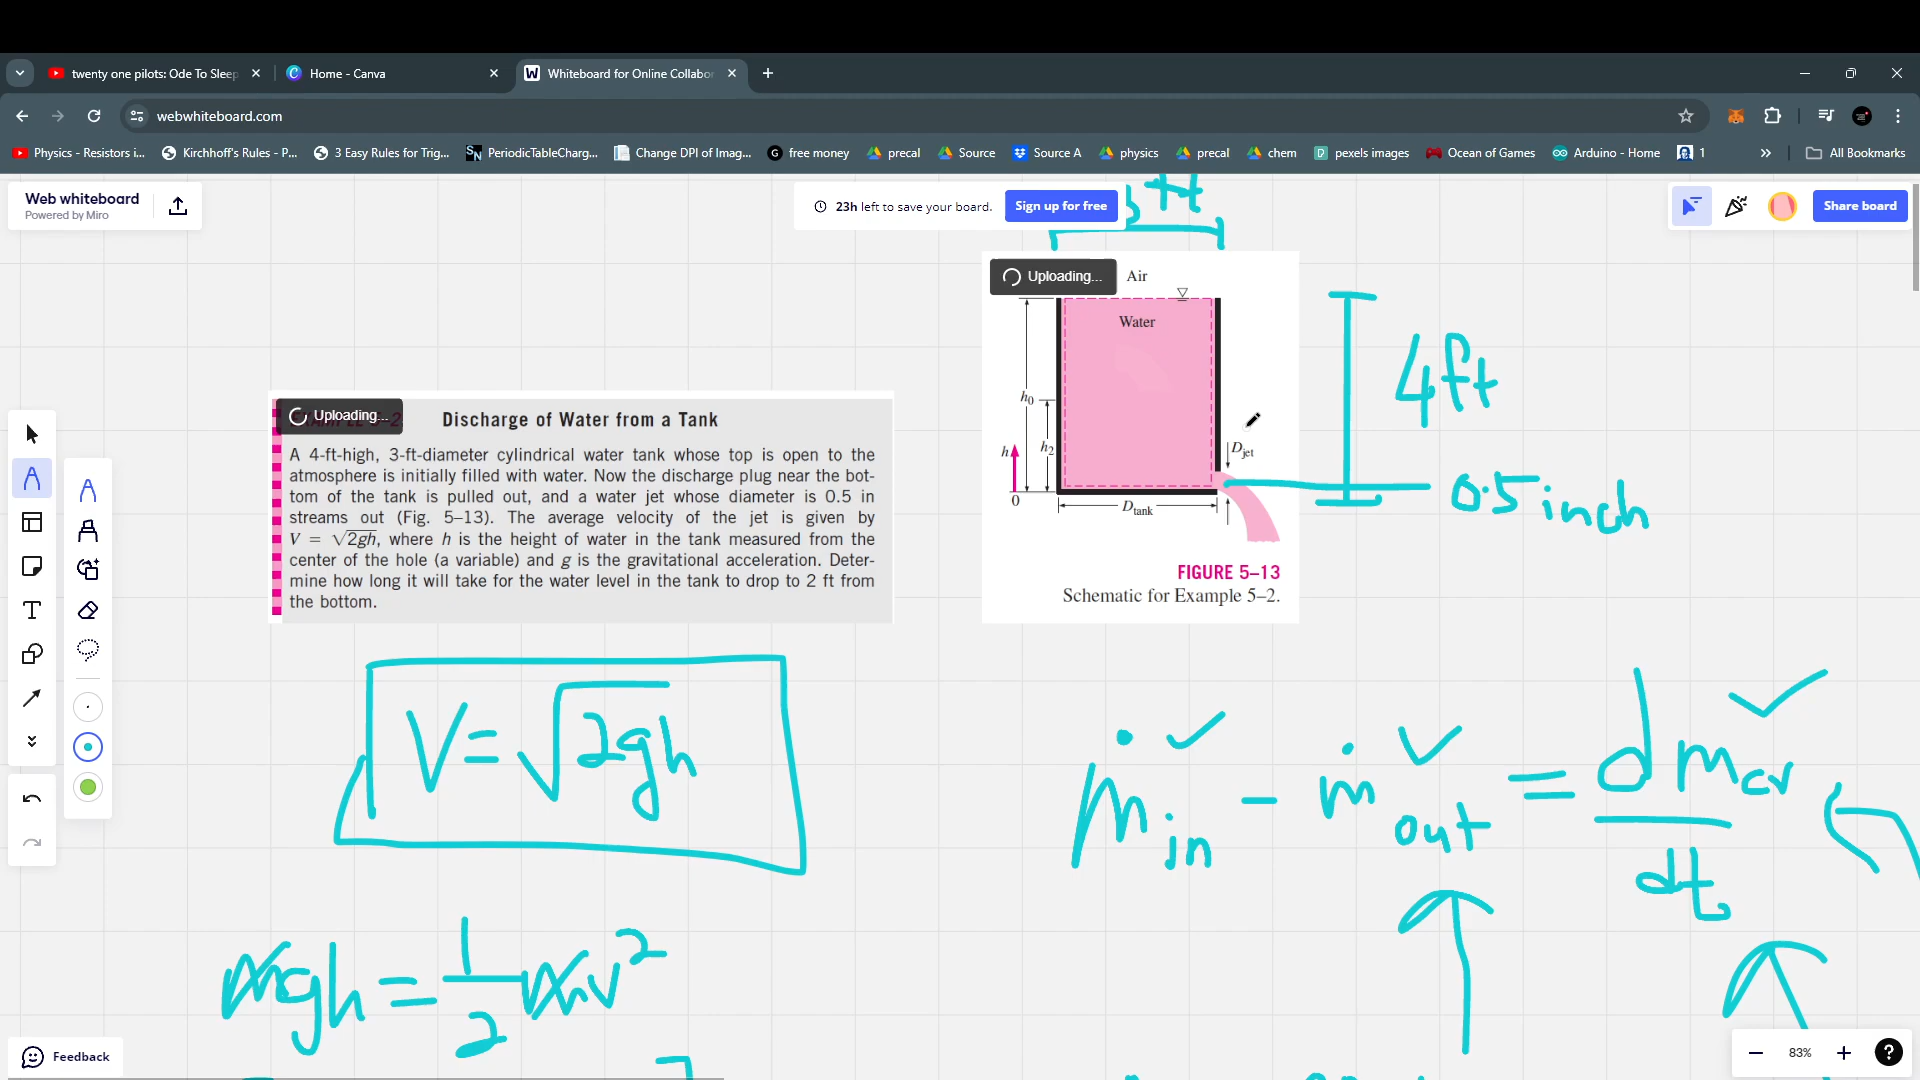 twenty one pilots: Ode To Sleep
Home - Canva
Whiteboard for Online Collabor
webwhiteboard.com
Physics - Resistors i...
Kirchhoff's Rules - P...
3 Easy Rules for Trig...
PeriodicTableCharg...
Change DPI of Imag...
free money
precal
Source
Source A
physics
precal
chem
pexels images
Ocean of Games
Arduino - Home
1
All Bookmarks
Web whiteboard
Powered by Miro
23h left to save your board.
Sign up for free
Share board
ft
Uploading...
Air
Water
h0
h2
h
0
Djet
Dtank
4ft
0.5 inch
FIGURE 5–13
Schematic for Example 5–2.
Uploading...
Discharge of Water from a Tank
A 4-ft-high, 3-ft-diameter cylindrical water tank whose top is open to the
atmosphere is initially filled with water. Now the discharge plug near the bot-
tom of the tank is pulled out, and a water jet whose diameter is 0.5 in
streams out (Fig. 5–13). The average velocity of the jet is given by
V = √2gh, where h is the height of water in the tank measured from the
center of the hole (a variable) and g is the gravitational acceleration. Deter-
mine how long it will take for the water level in the tank to drop to 2 ft from
the bottom.
V = √2gh
ṁin - ṁout = dmcv/dt
mgh = 1/2 mv²
Feedback
83%